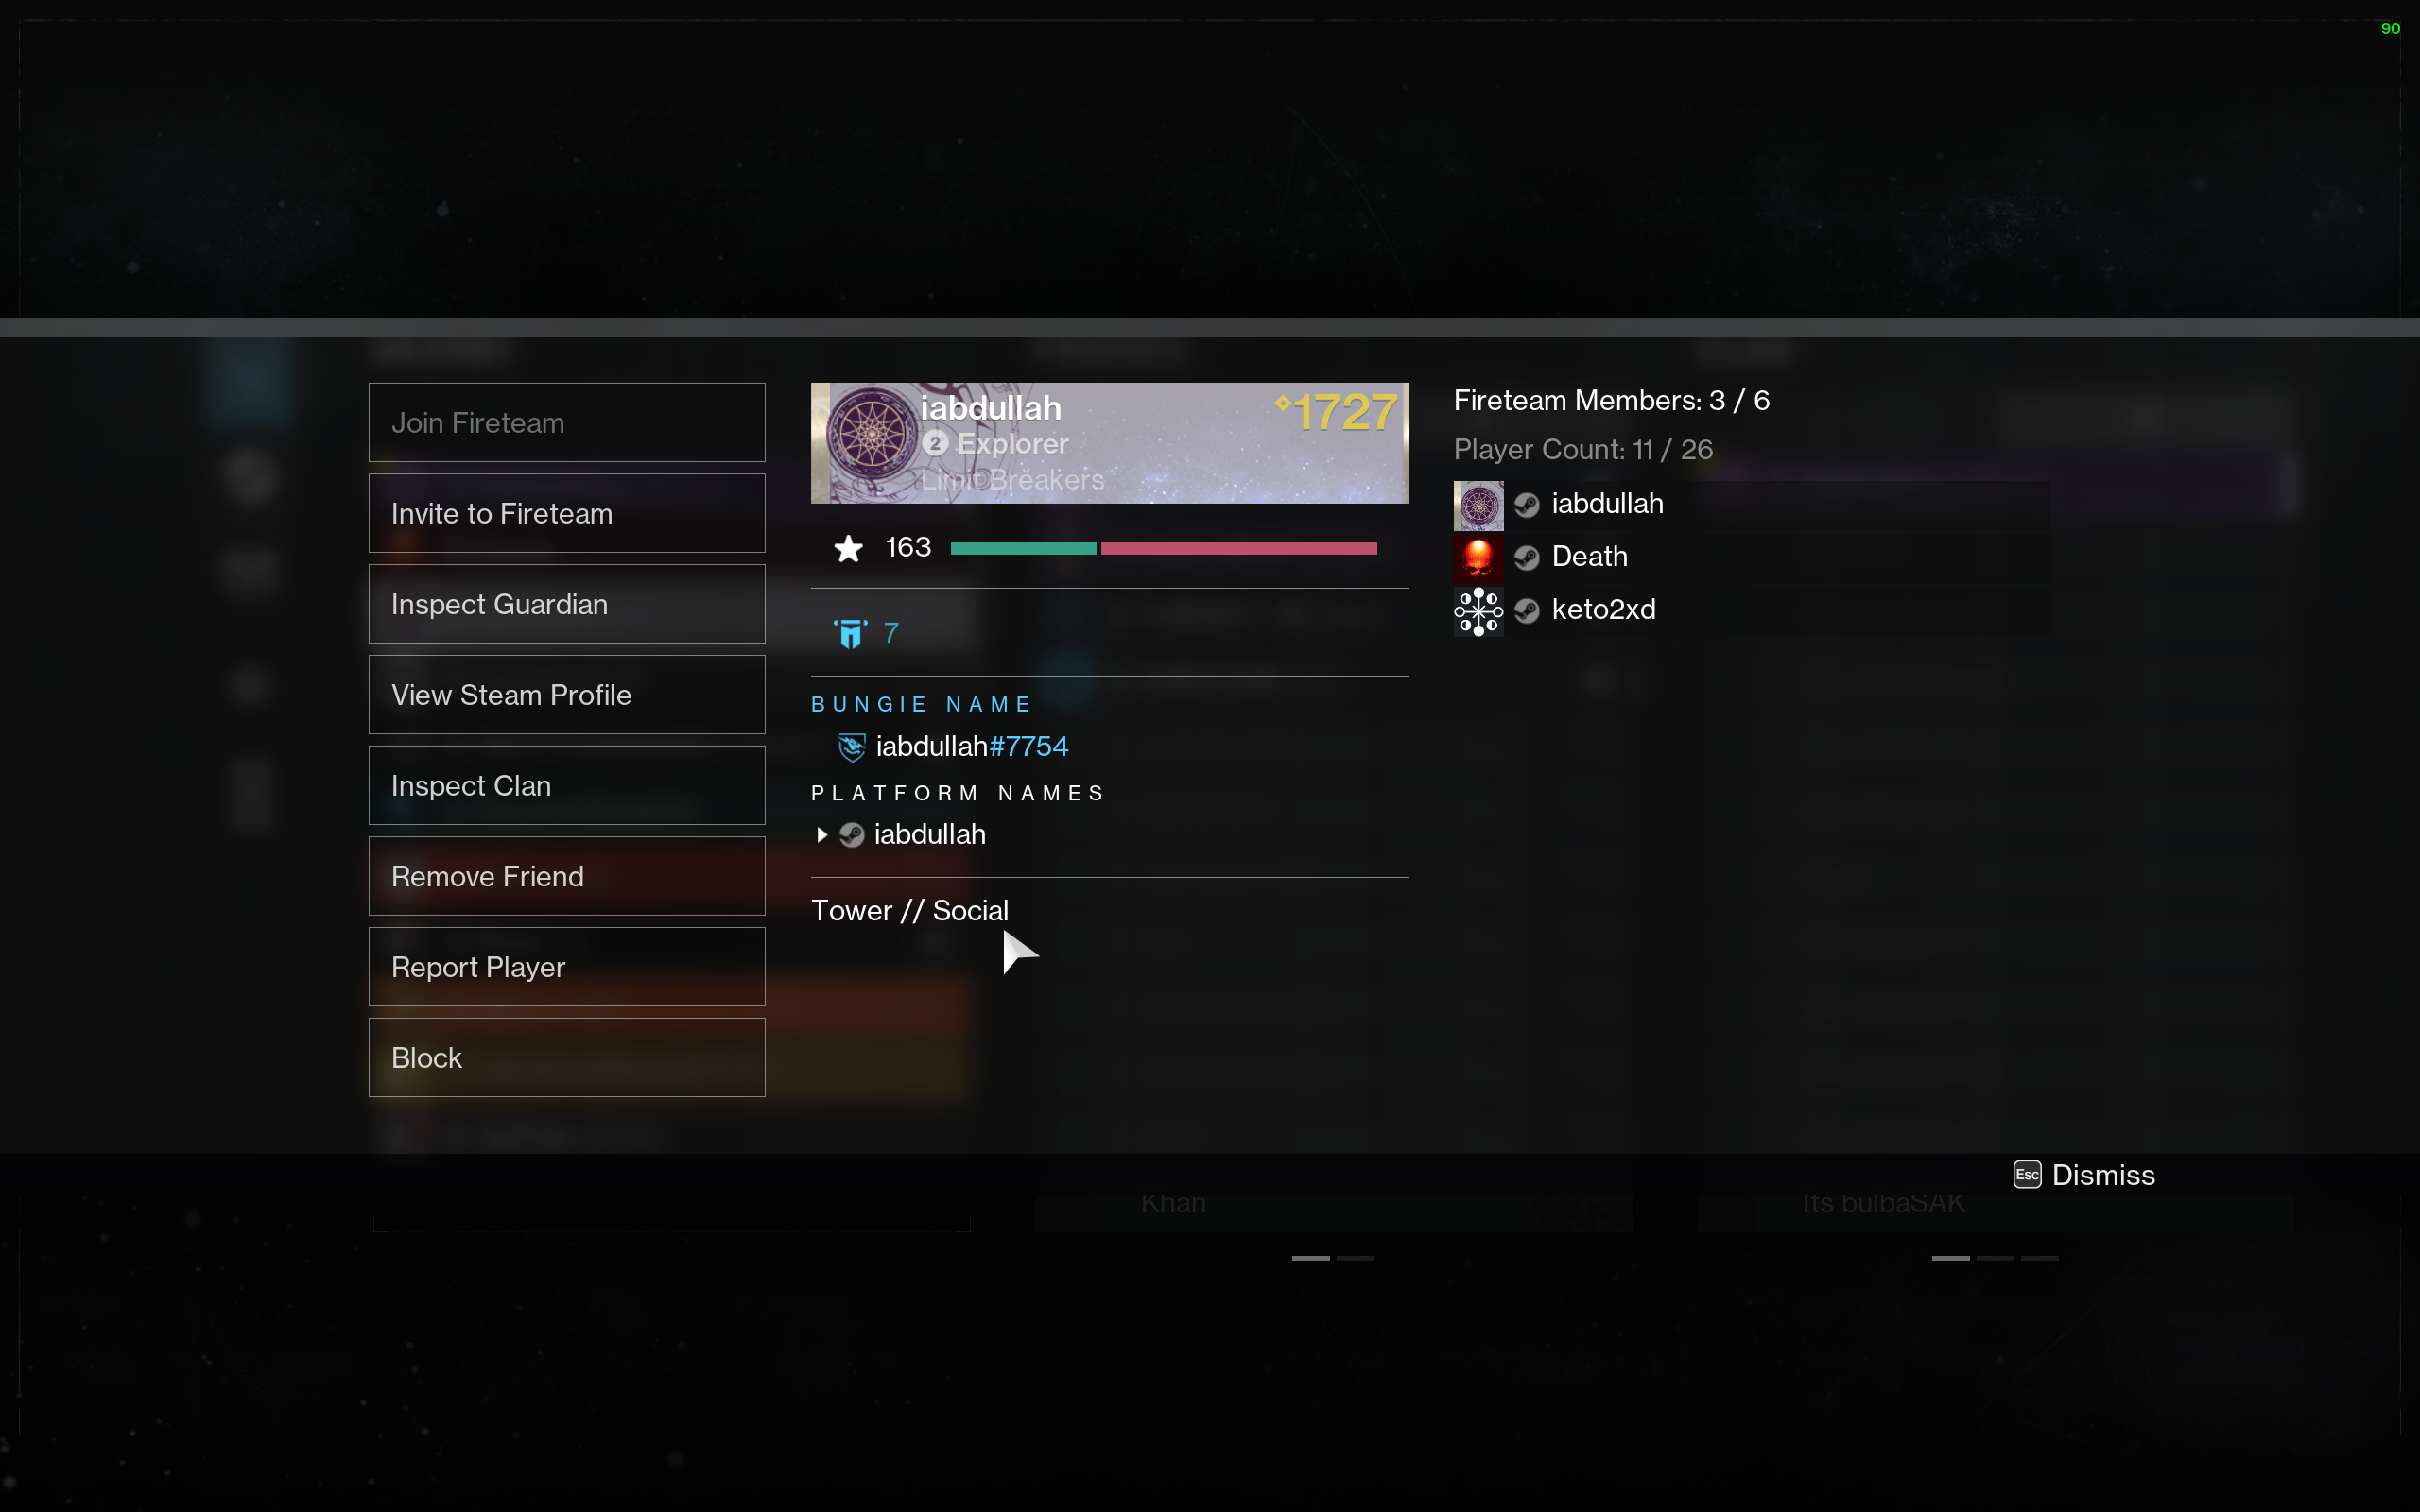 90
Join Fireteam
Invite to Fireteam
Inspect Guardian
View Steam Profile
Inspect Clan
Remove Friend
Report Player
Block
iabdullah
1727
2 Explorer
Limit Breakers
163
7
BUNGIE NAME
iabdullah#7754
PLATFORM NAMES
iabdullah
Tower // Social
Fireteam Members: 3 / 6
Player Count: 11 / 26
iabdullah
Death
keto2xd
Esc Dismiss
Khan
Its bulbaSAK